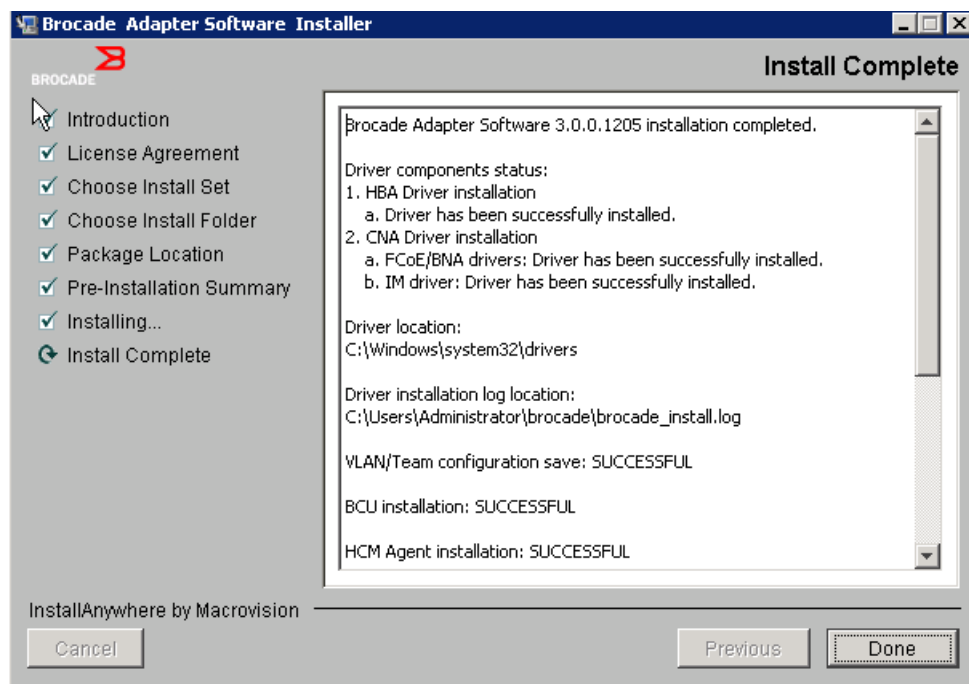 Brocade Adapter Software Installer
BROCADE
Install Complete
Introduction
License Agreement
Choose Install Set
Choose Install Folder
Package Location
Pre-Installation Summary
Installing...
Install Complete
Brocade Adapter Software 3.0.0.1205 installation completed.
Driver components status:
1. HBA Driver installation
a. Driver has been successfully installed.
2. CNA Driver installation
a. FCoE/BNA drivers: Driver has been successfully installed.
b. IM driver: Driver has been successfully installed.
Driver location:
C:\Windows\system32\drivers
Driver installation log location:
C:\Users\Administrator\brocade\brocade_install.log
VLAN/Team configuration save: SUCCESSFUL
BCU installation: SUCCESSFUL
HCM Agent installation: SUCCESSFUL
InstallAnywhere by Macrovision
Cancel
Previous
Done